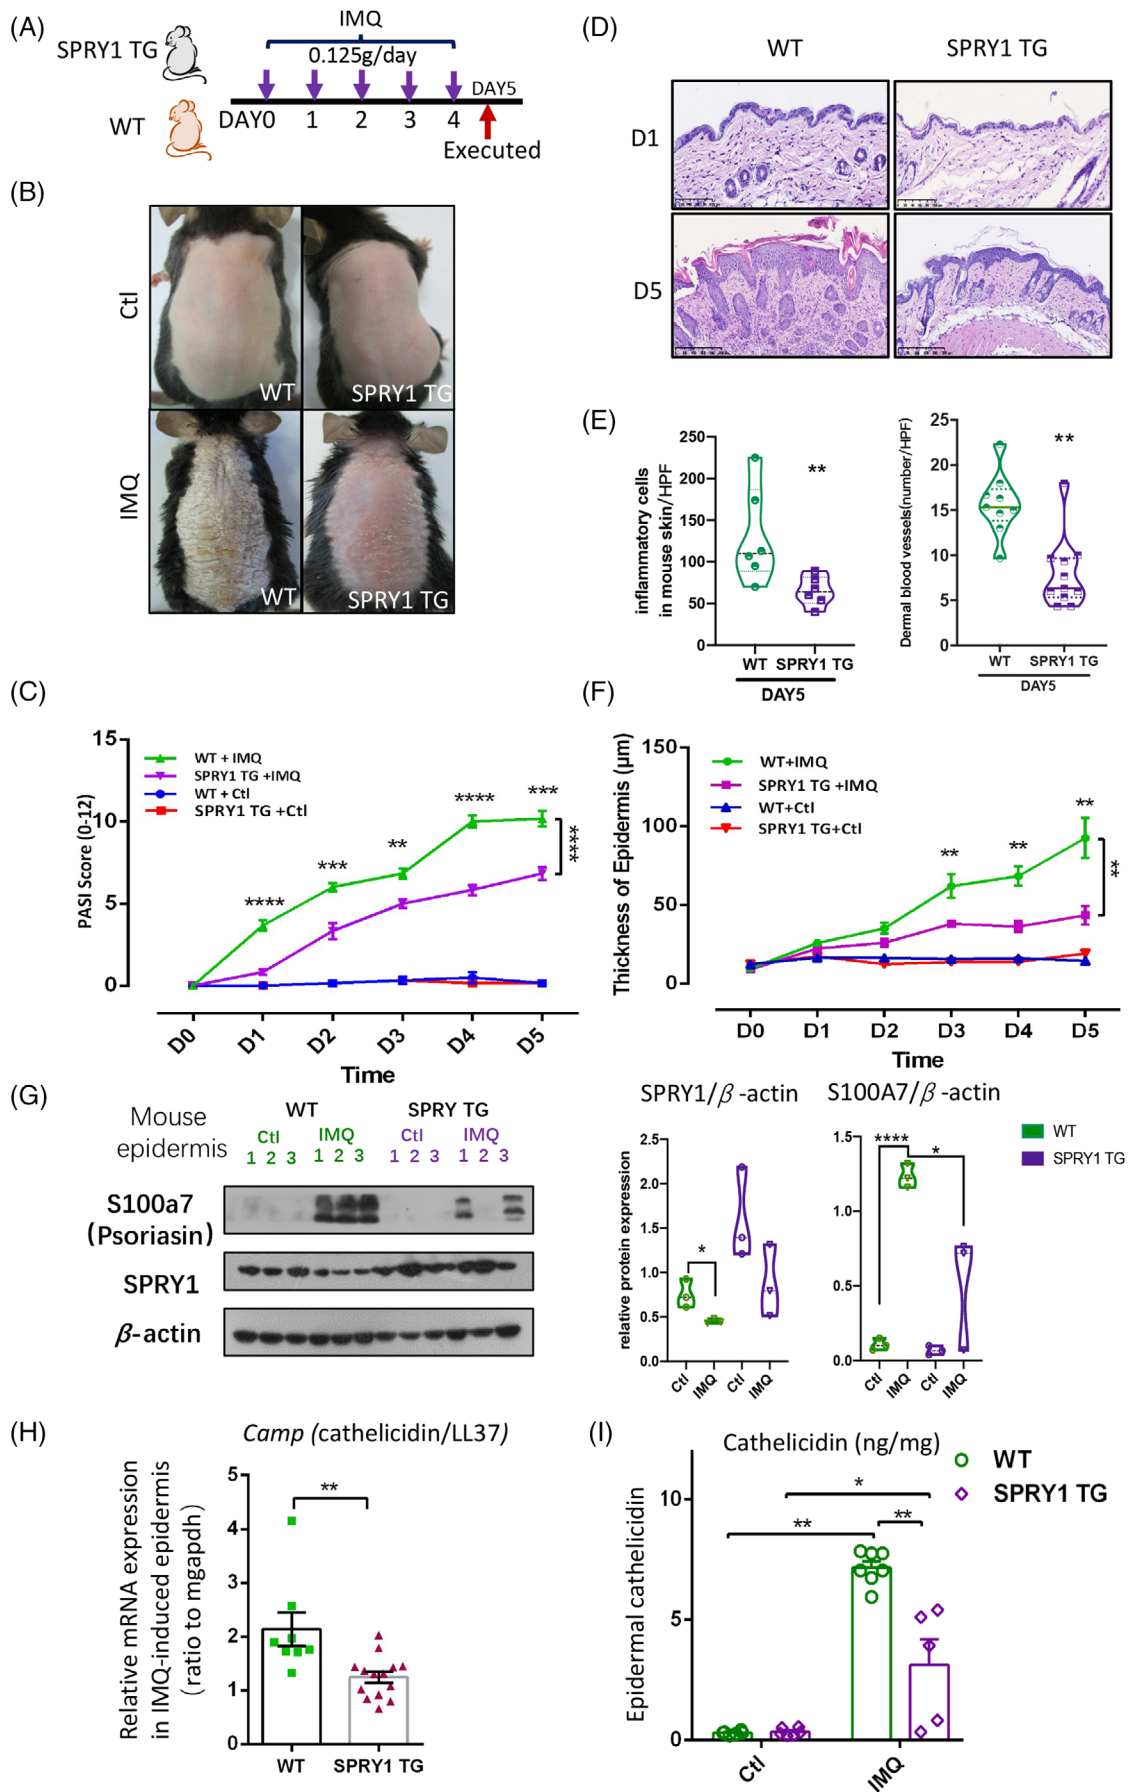 (A)
IMQ
SPRY1 TG
0.125g/day
DAY5
WT
DAY0 1 2 3 4
Executed
(B)
Ctl
WT
SPRY1 TG
IMQ
WT
SPRY1 TG
(C)
15
10
5
0
PASI Score (0-12)
WT + IMQ
SPRY1 TG +IMQ
WT + Ctl
SPRY1 TG +Ctl
****
***
**
****
***
****
D0 D1 D2 D3 D4 D5
Time
(D)
WT SPRY1 TG
D1
D5
(E)
inflammatory cells
in mouse skin/HPF
250
200
150
100
50
0
**
WT SPRY1 TG
DAY5
Dermal blood vessels(number/HPF)
25
20
15
10
5
0
**
WT SPRY1 TG
DAY5
(F)
Thickness of Epidermis (μm)
150
100
50
0
WT+IMQ
SPRY1 TG +IMQ
WT+Ctl
SPRY1 TG+Ctl
**
**
**
**
D0 D1 D2 D3 D4 D5
Time
(G)
Mouse
epidermis
WT SPRY TG
Ctl IMQ Ctl IMQ
1 2 3 1 2 3 1 2 3 1 2 3
S100a7
(Psoriasin)
SPRY1
β-actin
SPRY1/β -actin
relative protein expression
2.5
2.0
1.5
1.0
0.5
0.0
*
Ctl IMQ Ctl IMQ
S100A7/β -actin
1.5
1.0
0.5
0.0
**** *
Ctl IMQ Ctl IMQ
WT
SPRY1 TG
(H)
Camp (cathelicidin/LL37)
Relative mRNA expression
in IMQ-induced epidermis
(ratio to mgapdh)
5
4
3
2
1
0
**
WT SPRY1 TG
(I)
Cathelicidin (ng/mg)
WT
SPRY1 TG
Epidermal cathelicidin
10
5
0
*
**
**
Ctl IMQ